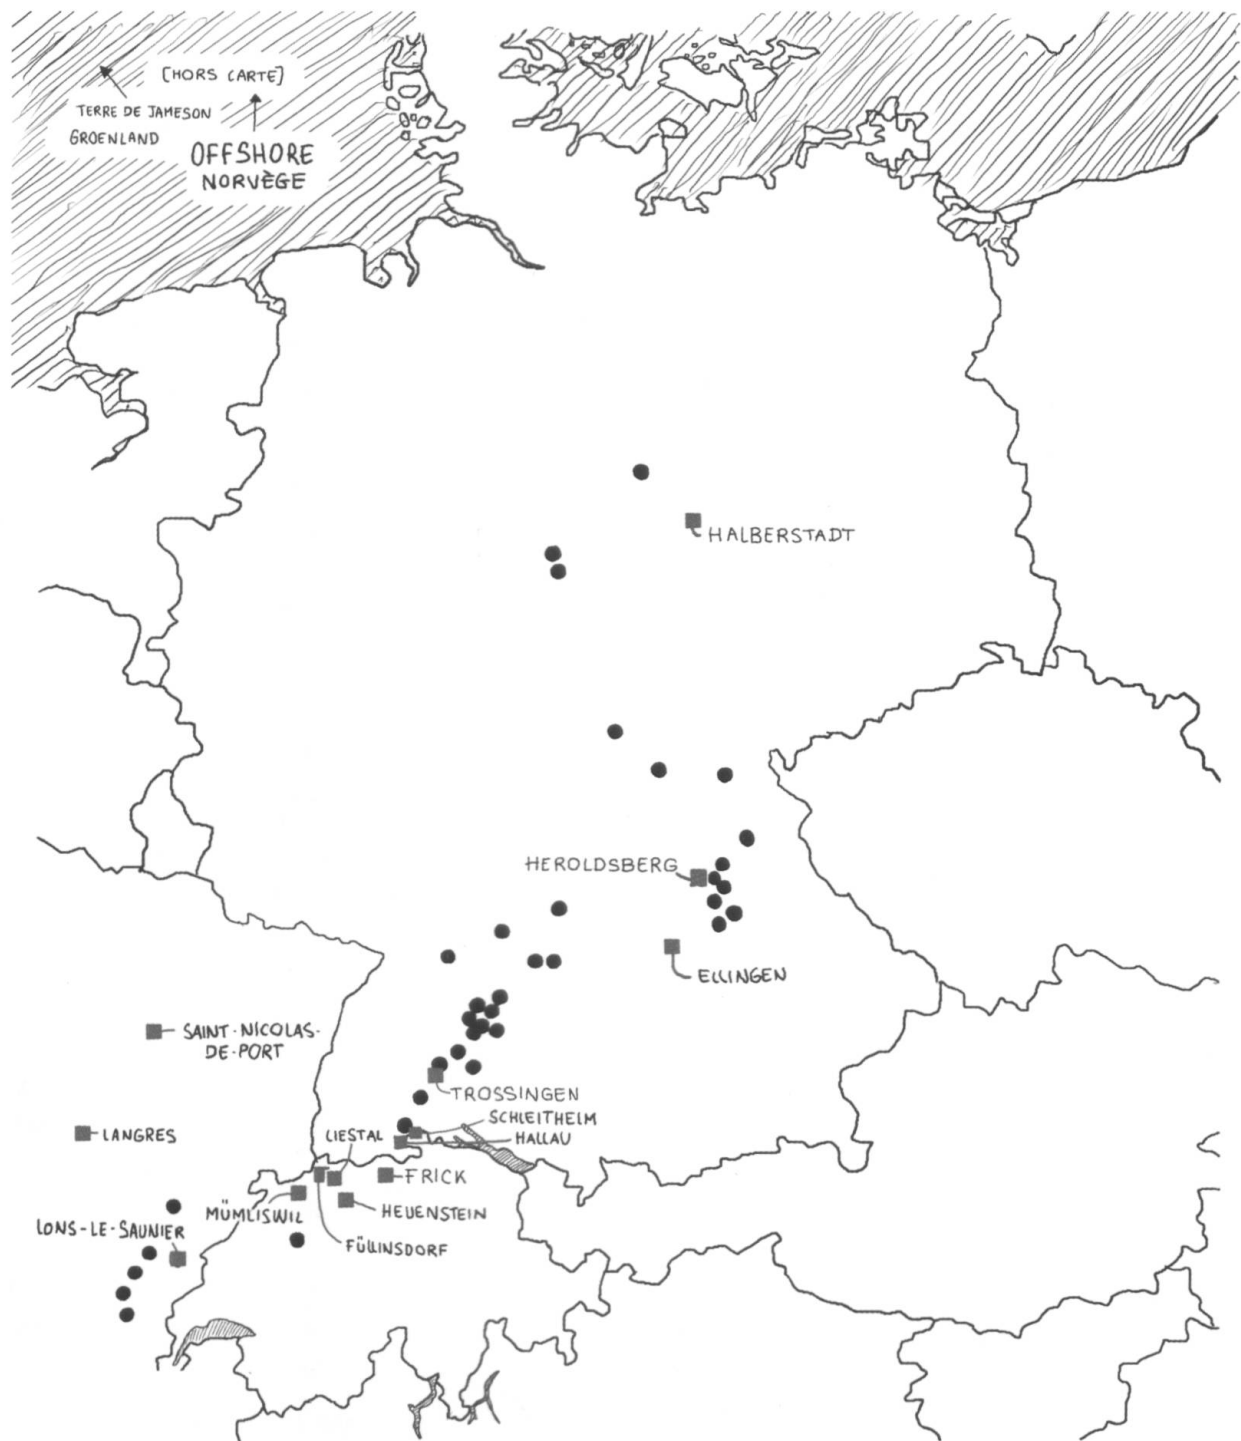 [HORS CARTE]
TERRE DE JAMESON
GROENLAND
OFFSHORE
NORVÈGE
HALBERSTADT
HEROLDSBERG
ELLINGEN
SAINT-NICOLAS-
DE-PORT
TROSSINGEN
SCHLEITHEIM
LANGRES
LIESTAL
HALLAU
FRICK
MÜMLISWIL
HEUENSTEIN
LONS-LE-SAUNIER
FÜLLINSDORF